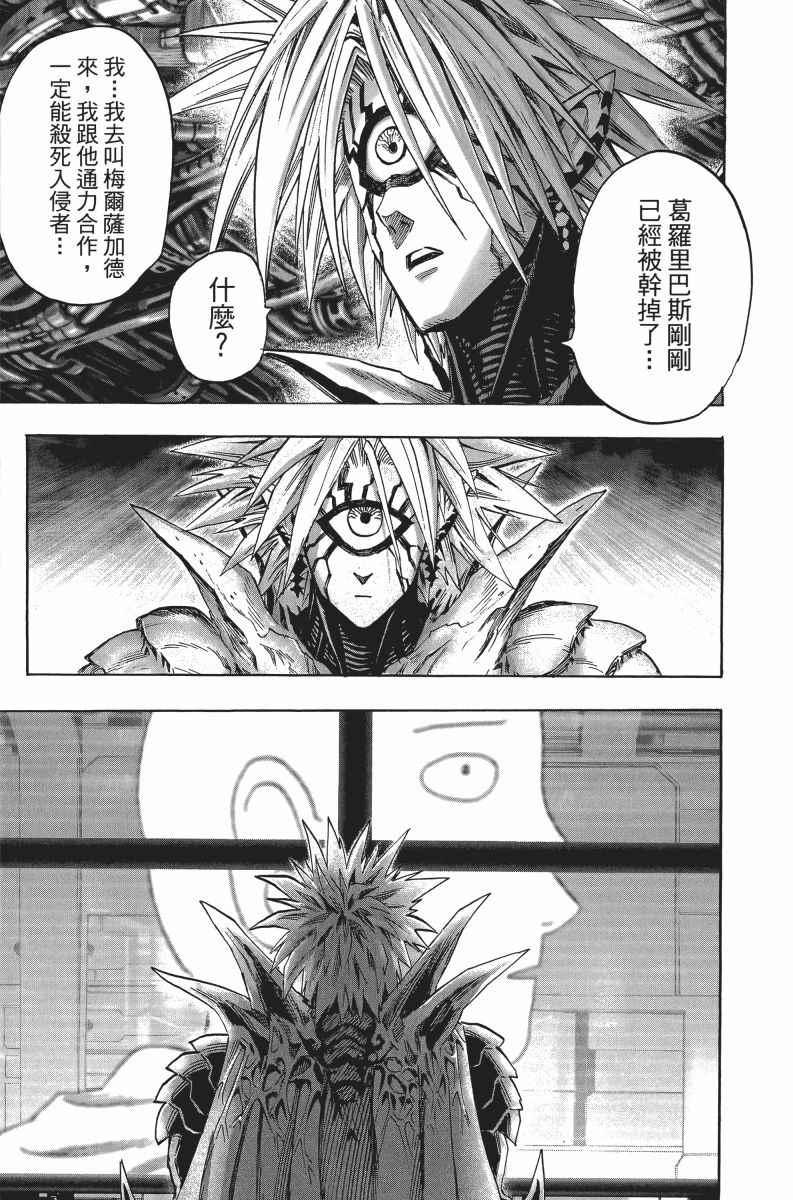 葛羅里巴斯剛剛
已經被幹掉了…
什麼？
我…我去叫梅爾薩加德
來，我跟他通力合作，
一定能殺死入侵者…